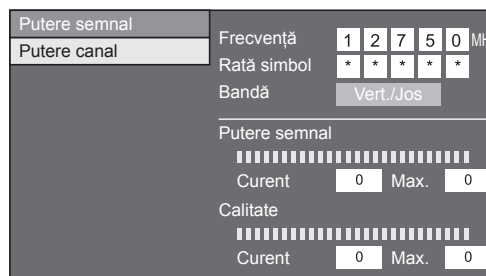 Putere semnal
Putere canal
Frecvență 1 2 7 5 0 MH
Rată simbol * * * * *
Bandă Vert./Jos
Putere semnal
Curent 0 Max. 0
Calitate
Curent 0 Max. 0